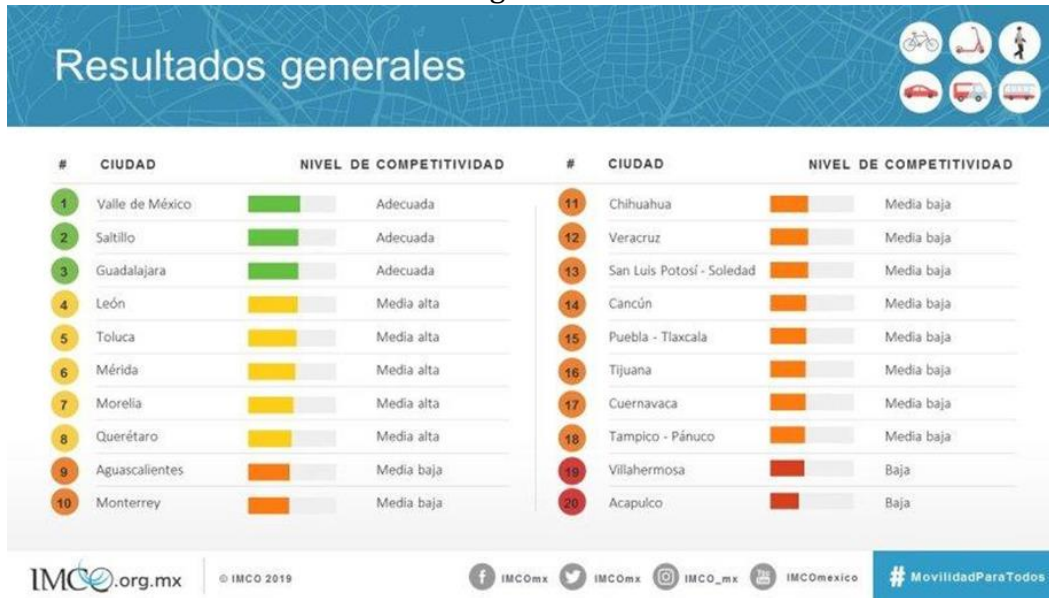 Resultados generales
# CIUDAD NIVEL DE COMPETITIVIDAD
1 Valle de México Adecuada
2 Saltillo Adecuada
3 Guadalajara Adecuada
4 León Media alta
5 Toluca Media alta
6 Mérida Media alta
7 Morelia Media alta
8 Querétaro Media alta
9 Aguascalientes Media baja
10 Monterrey Media baja
# CIUDAD NIVEL DE COMPETITIVIDAD
11 Chihuahua Media baja
12 Veracruz Media baja
13 San Luis Potosí - Soledad Media baja
14 Cancún Media baja
15 Puebla - Tlaxcala Media baja
16 Tijuana Media baja
17 Cuernavaca Media baja
18 Tampico - Pánuco Media baja
19 Villahermosa Baja
20 Acapulco Baja
IMCO.org.mx © IMCO 2019 f IMCOmx IMCOmx IMCO_mx You Tube IMCOmexico # MovilidadParaTodos